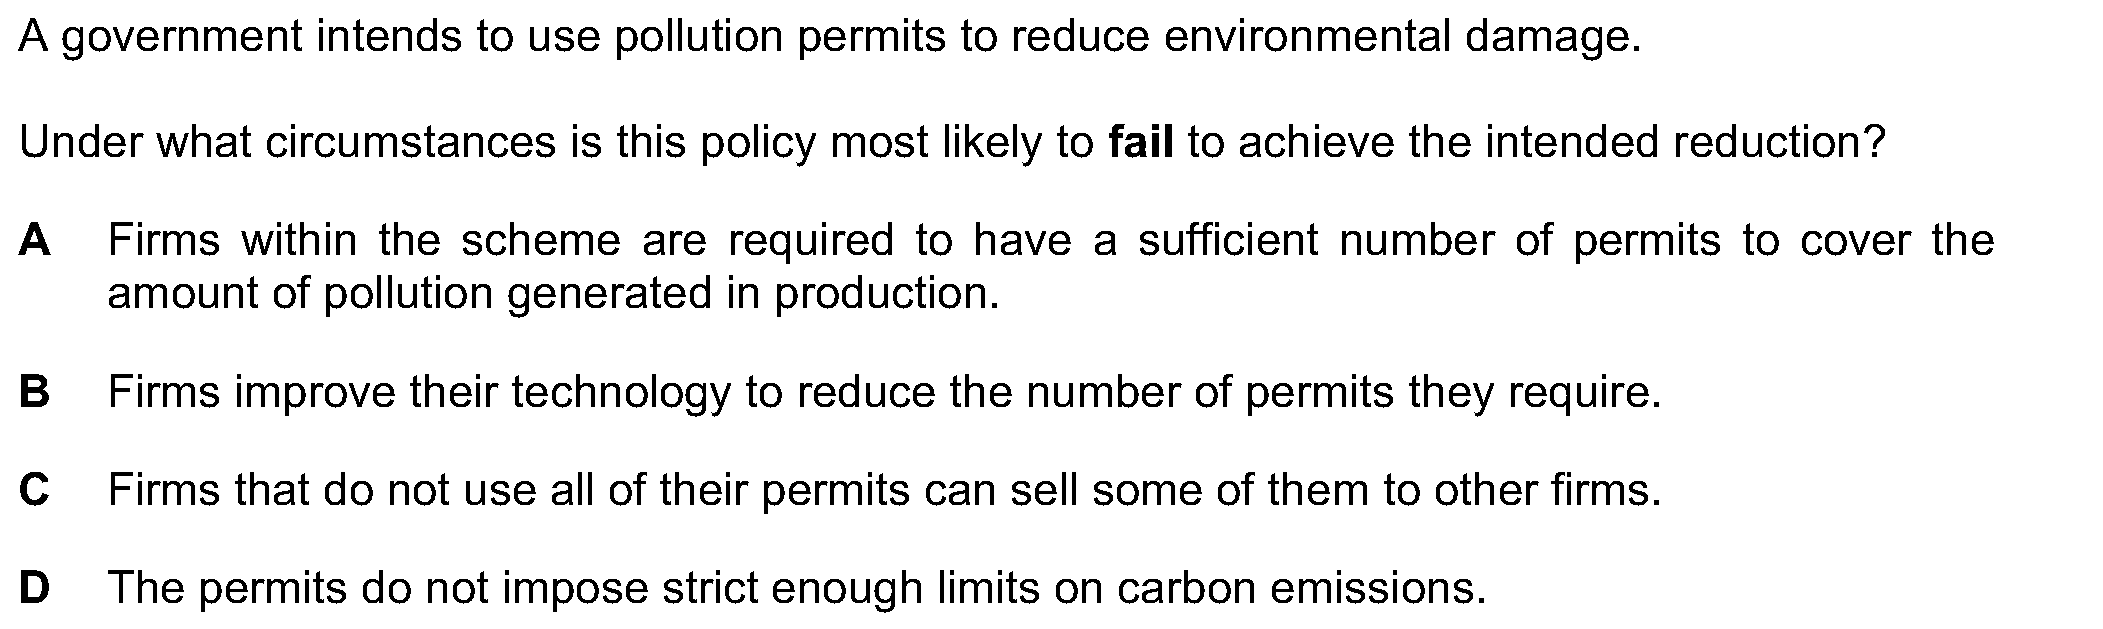 A government intends to use pollution permits to reduce environmental damage.
Under what circumstances is this policy most likely to fail to achieve the intended reduction?
A Firms within the scheme are required to have a sufficient number of permits to cover the
amount of pollution generated in production.
B Firms improve their technology to reduce the number of permits they require.
C Firms that do not use all of their permits can sell some of them to other firms.
D The permits do not impose strict enough limits on carbon emissions.